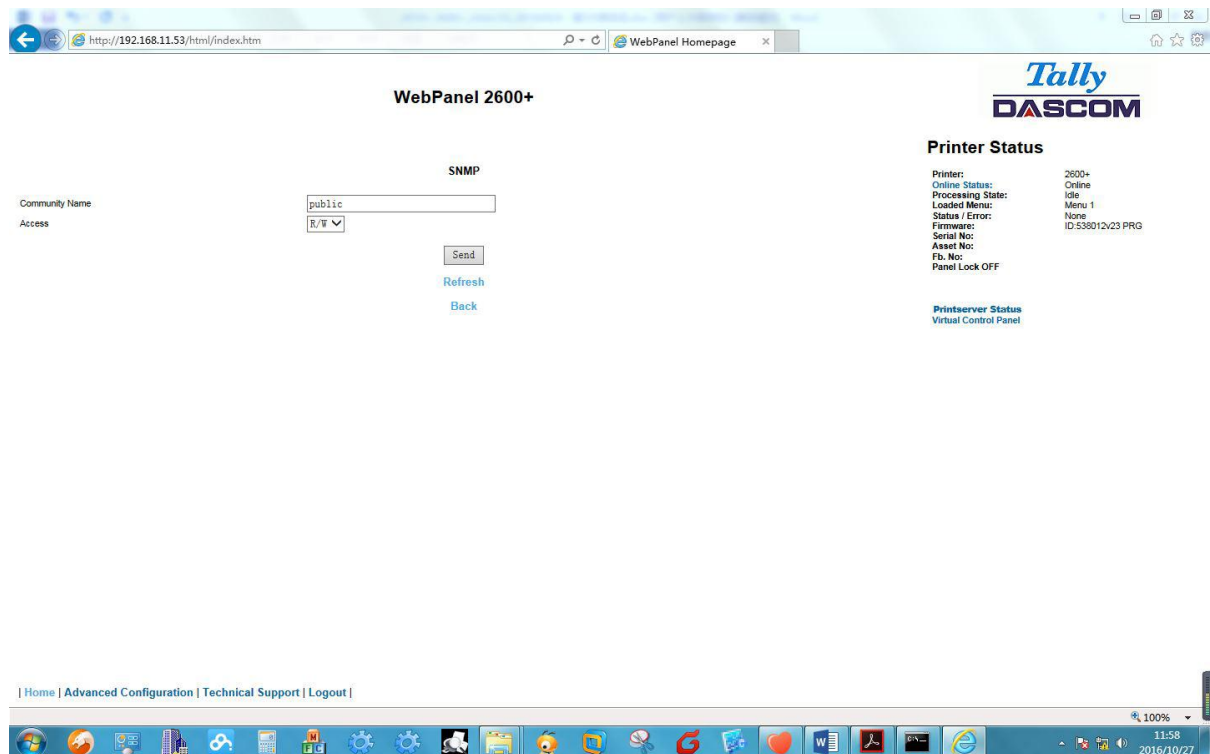 http://192.168.11.53/html/index.htm
WebPanel Homepage
WebPanel 2600+
Tally
DASCOM
SNMP
Community Name public
Access R/W
Send
Refresh
Back
Printer Status
Printer: 2600+
Online Status: Online
Processing State: Idle
Loaded Menu: Menu 1
Status / Error: None
Firmware: ID:538012v23 PRG
Serial No:
Asset No:
Fb. No:
Panel Lock OFF
Printserver Status
Virtual Control Panel
| Home | Advanced Configuration | Technical Support | Logout |
100%
11:58
2016/10/27